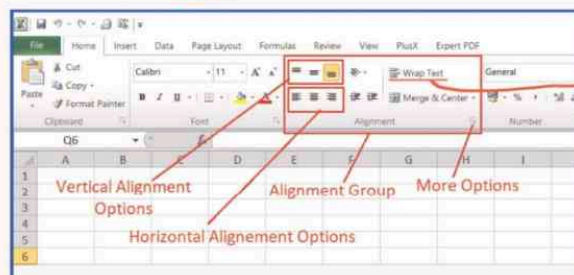 File Home Insert Data Page Layout Formulas Review View PlusX Expert PDF
Cut
Copy
Format Painter
Paste
Clipboard
Calibri 11 A A
B I U A
Font
Wrap Text
Merge & Center
Alignment
General
% ,
Number
Q6
A B C D E F G H I
1
2
3
4
5
6
Vertical Alignment
Options
Alignment Group
More Options
Horizontal Alignement Options